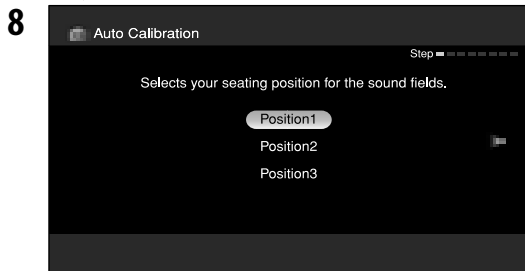 8
Auto Calibration
Step
Selects your seating position for the sound fields.
Position1
Position2
Position3